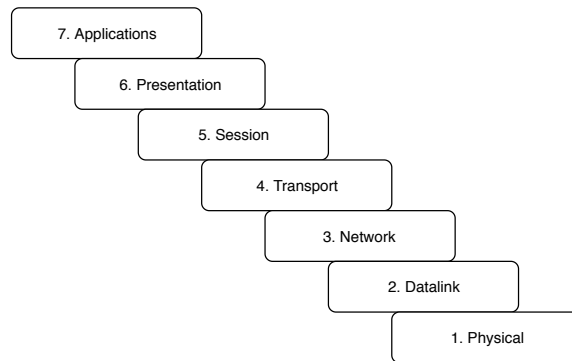 7. Applications
6. Presentation
5. Session
4. Transport
3. Network
2. Datalink
1. Physical